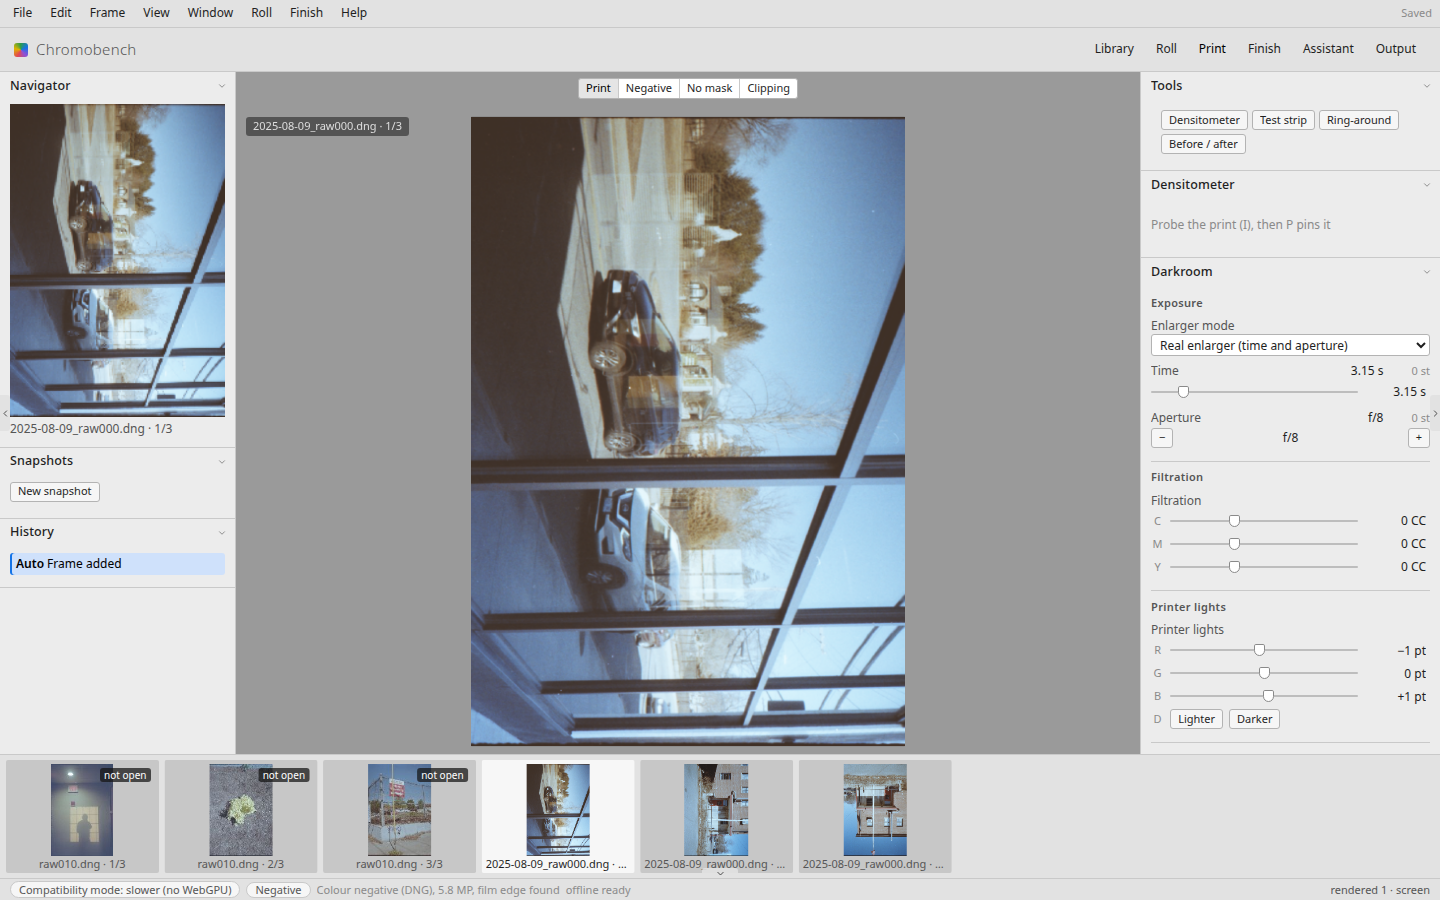 File Edit Frame View Window Roll Finish Help
Saved
Chromobench
Library Roll Print Finish Assistant Output
Navigator
2025-08-09_raw000.dng · 1/3
Snapshots
New snapshot
History
Auto Frame added
Print Negative No mask Clipping
2025-08-09_raw000.dng · 1/3
Tools
Densitometer Test strip Ring-around
Before / after
Densitometer
Probe the print (I), then P pins it
Darkroom
Exposure
Enlarger mode
Real enlarger (time and aperture)
Time 3.15 s 0 st
3.15 s
Aperture f/8 0 st
− f/8 +
Filtration
Filtration
C 0 CC
M 0 CC
Y 0 CC
Printer lights
Printer lights
R −1 pt
G 0 pt
B +1 pt
D Lighter Darker
not open
raw010.dng · 1/3
not open
raw010.dng · 2/3
not open
raw010.dng · 3/3
2025-08-09_raw000.dng · ...
2025-08-09_raw000.dng · ...
2025-08-09_raw000.dng · ...
Compatibility mode: slower (no WebGPU) Negative Colour negative (DNG), 5.8 MP, film edge found offline ready
rendered 1 · screen